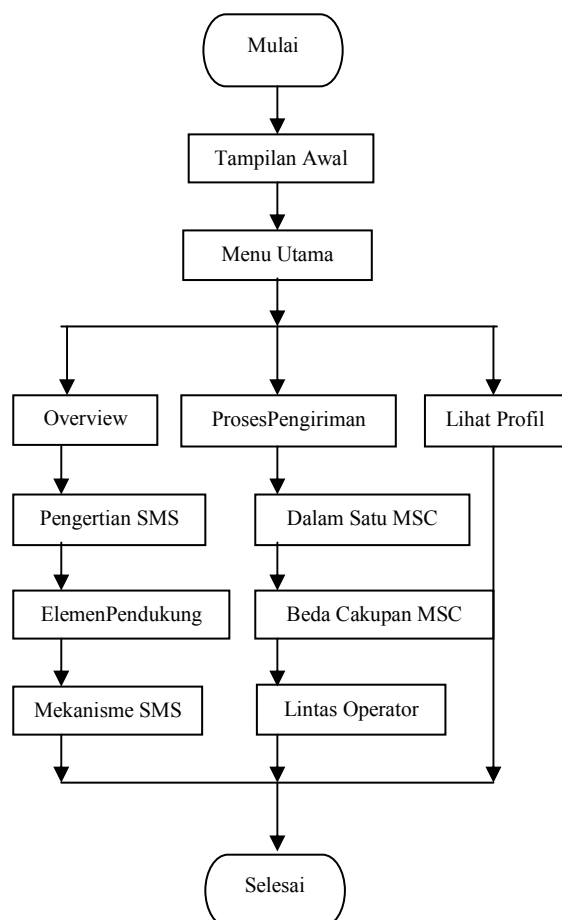 Mulai
Tampilan Awal
Menu Utama
Overview
ProsesPengiriman
Lihat Profil
Pengertian SMS
Dalam Satu MSC
ElemenPendukung
Beda Cakupan MSC
Mekanisme SMS
Lintas Operator
Selesai